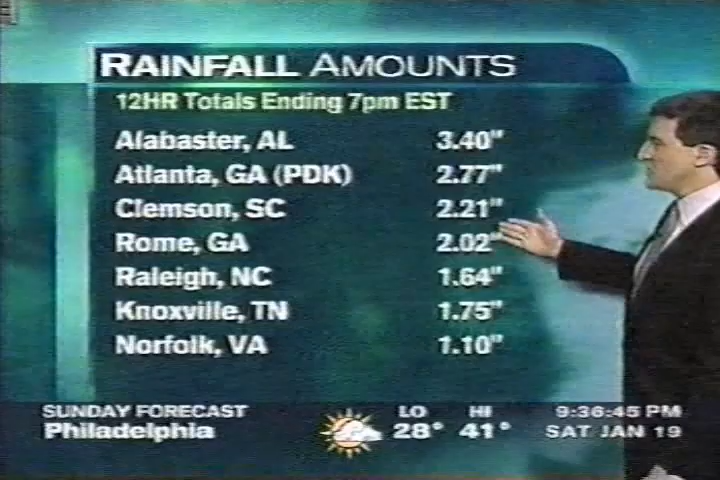 RAINFALL AMOUNTS
12HR Totals Ending 7pm EST
Alabaster, AL 3.40"
Atlanta, GA (PDK) 2.77"
Clemson, SC 2.21"
Rome, GA 2.02"
Raleigh, NC 1.64"
Knoxville, TN 1.75"
Norfolk, VA 1.10"
SUNDAY FORECAST LO HI 9:36:45 PM
Philadelphia 28° 41° SAT JAN 19